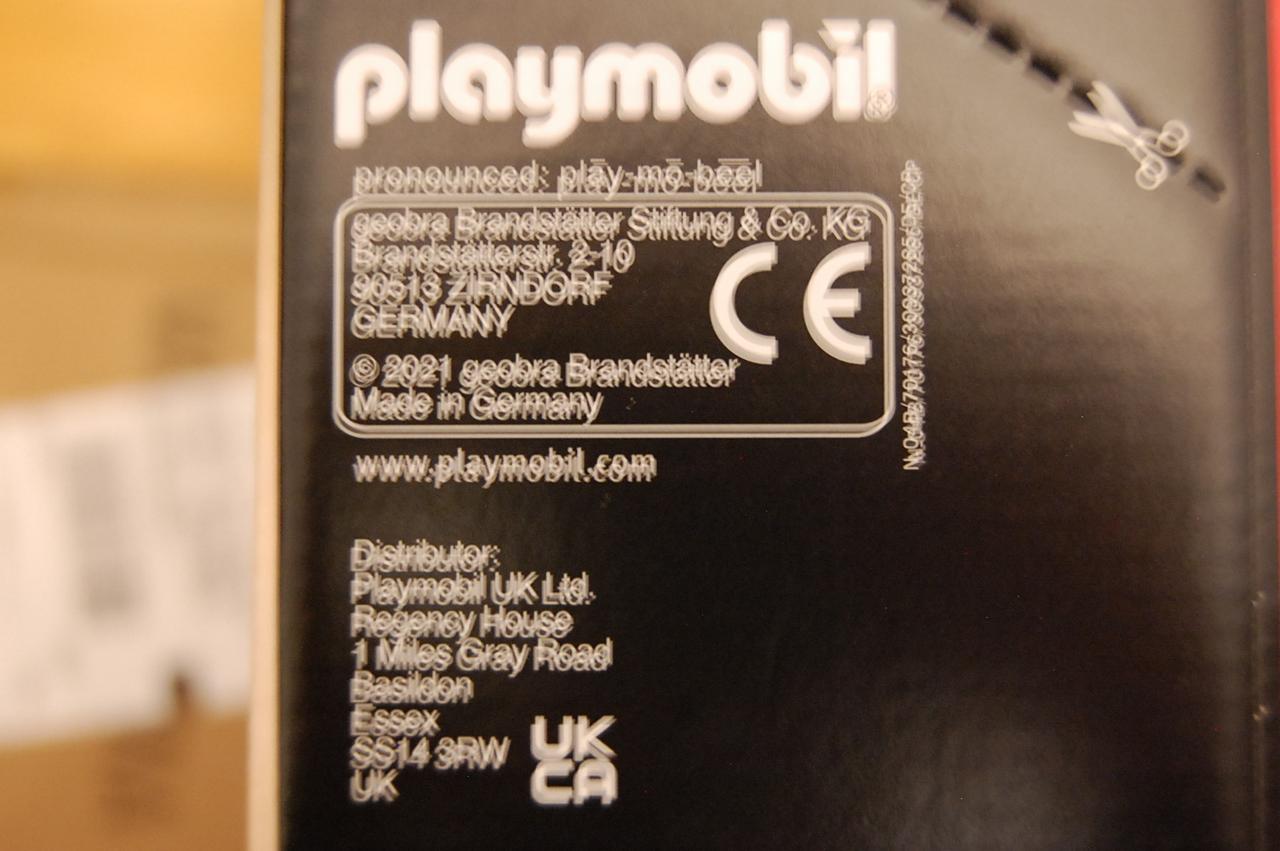 playmobil®
pronounced: plāy-mō-bēēl
geobra Brandstätter Stiftung & Co. KG
Brandstätterstr. 2-10
90513 ZIRNDORF
GERMANY
CE
© 2021 geobra Brandstätter
Made in Germany
www.playmobil.com
Distributor:
Playmobil UK Ltd.
Regency House
1 Miles Gray Road
Basildon
Essex
SS14 3RW
UK
UK
CA